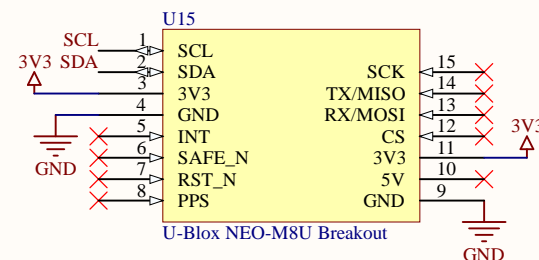 U15
SCL 1 SCL
3V3 SDA 2 SDA
3 3V3
4 GND
GND
5 INT
6 SAFE_N
7 RST_N
8 PPS
SCK 15
TX/MISO 14
RX/MOSI 13
CS 12
3V3 11 3V3
5V 10
GND 9
GND
U-Blox NEO-M8U Breakout